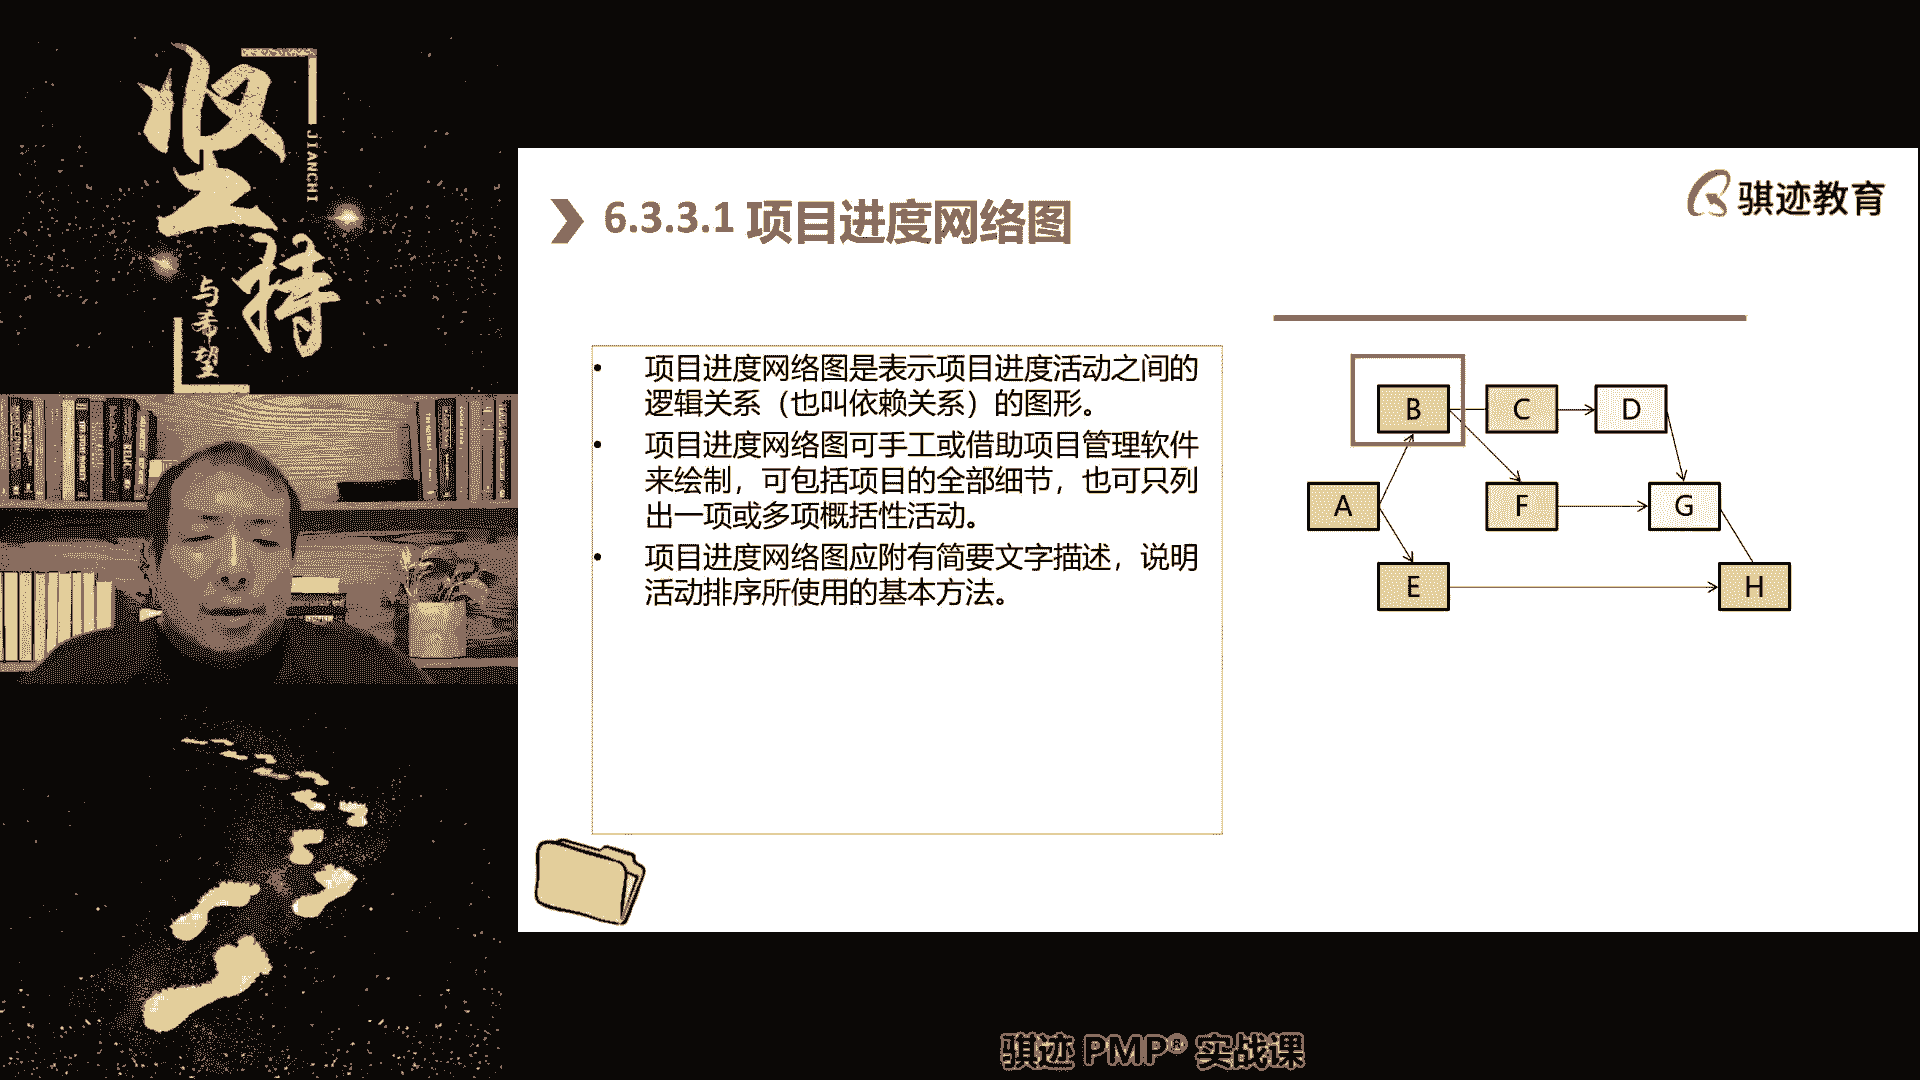 坚持
JIANCHI
与希望
骐迹教育
6.3.3.1 项目进度网络图
• 项目进度网络图是表示项目进度活动之间的
逻辑关系（也叫依赖关系）的图形。
• 项目进度网络图可手工或借助项目管理软件
来绘制，可包括项目的全部细节，也可只列
出一项或多项概括性活动。
• 项目进度网络图应附有简要文字描述，说明
活动排序所使用的基本方法。
B C D
A F G
E H
骐迹 PMP® 实战课